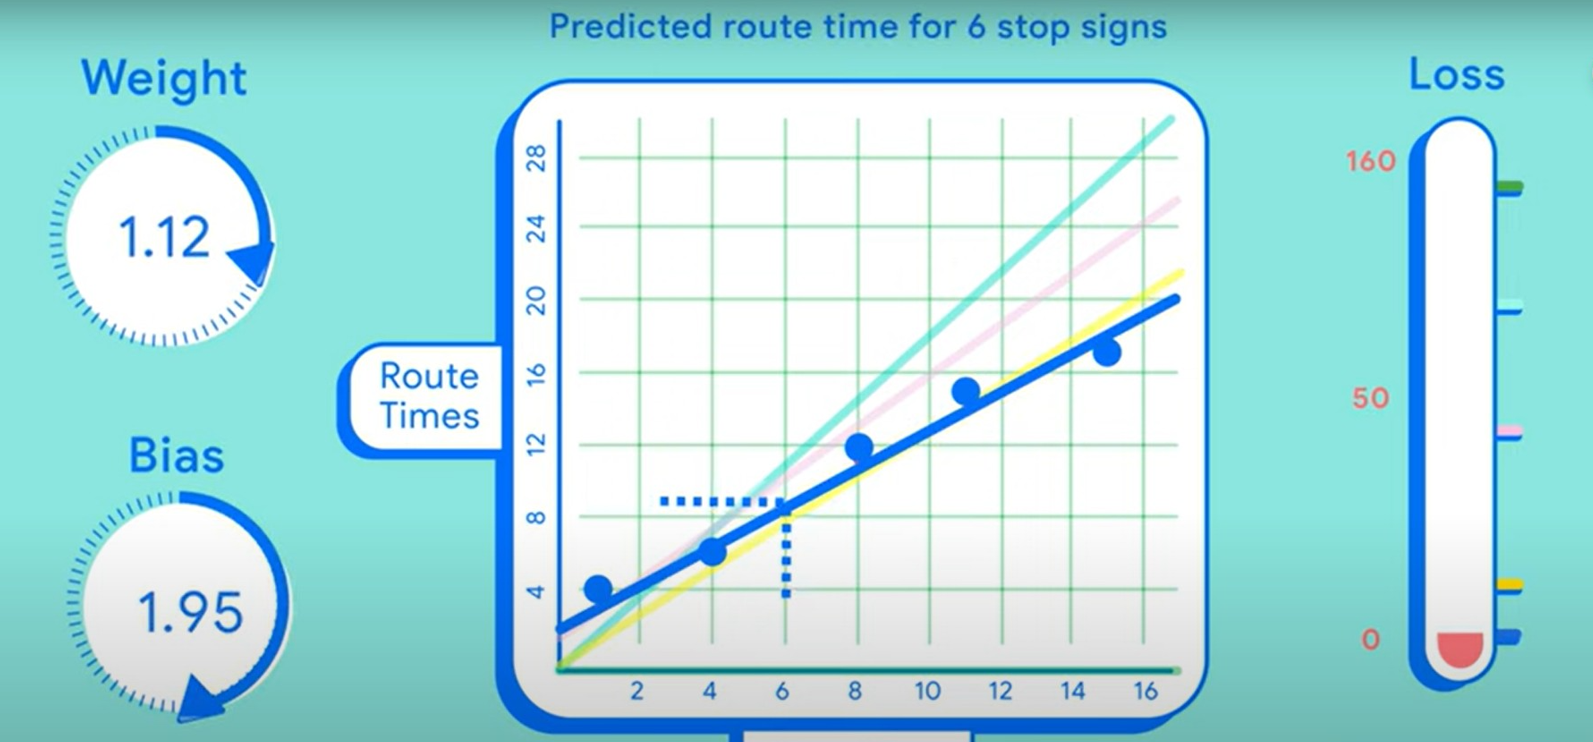 Predicted route time for 6 stop signs
Weight
1.12
Bias
1.95
Route
Times
28
24
20
16
12
8
4
2 4 6 8 10 12 14 16
Loss
160
50
0